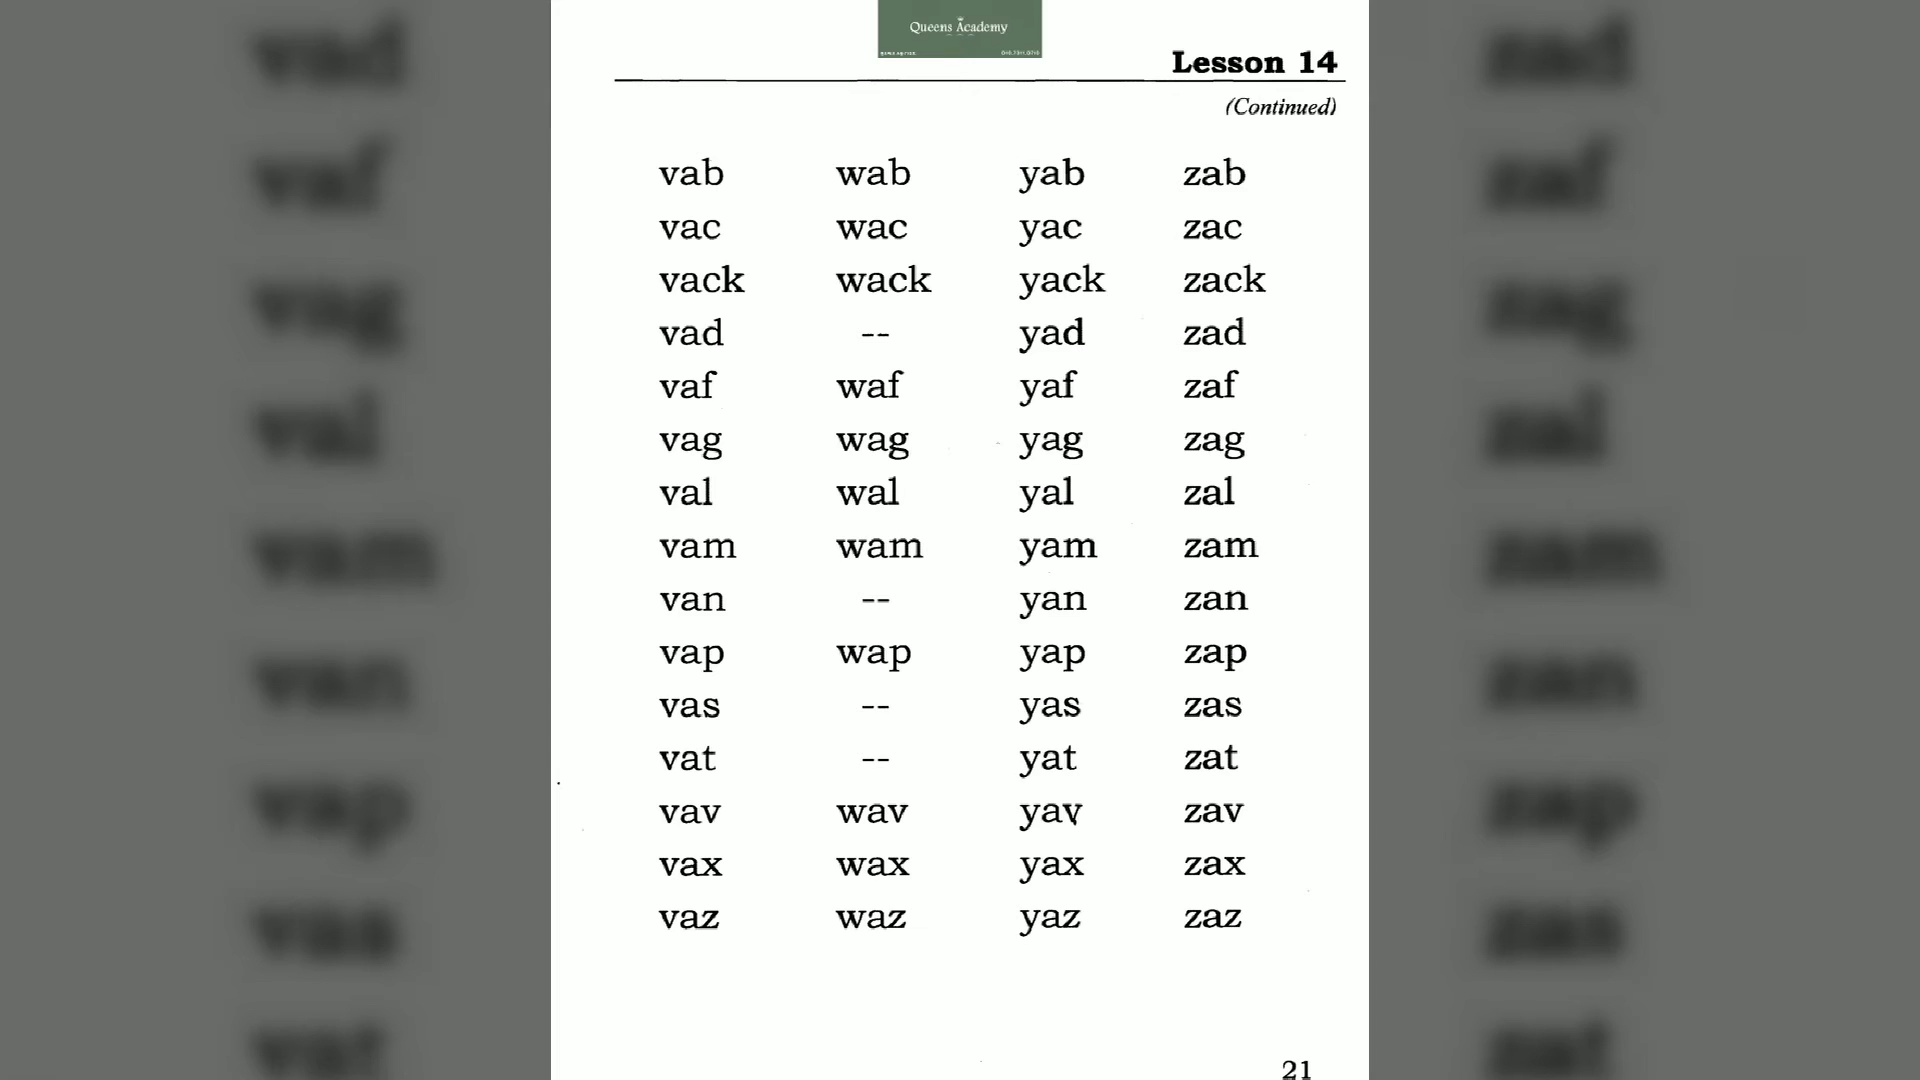 Queens Academy
Lesson 14
(Continued)
vab wab yab zab
vac wac yac zac
vack wack yack zack
vad -- yad zad
vaf waf yaf zaf
vag wag yag zag
val wal yal zal
vam wam yam zam
van -- yan zan
vap wap yap zap
vas -- yas zas
vat -- yat zat
vav wav yav zav
vax wax yax zax
vaz waz yaz zaz
21